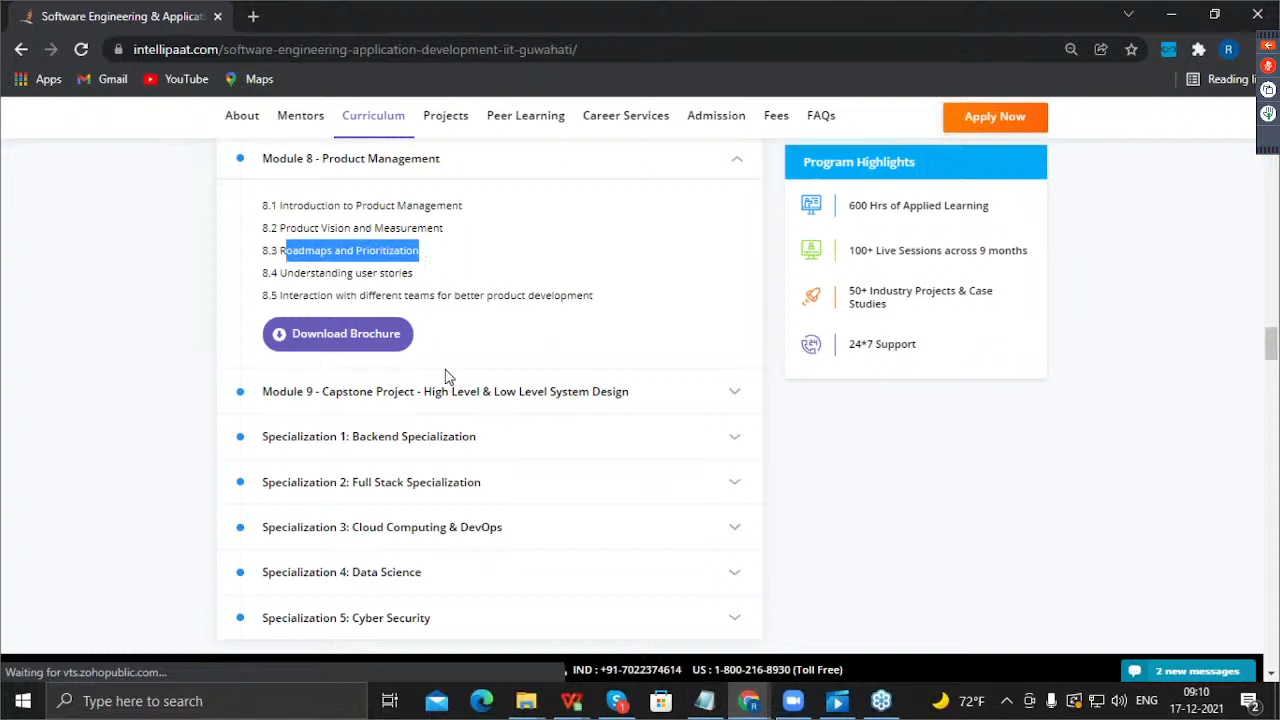 Software Engineering & Applicat
intellipaat.com/software-engineering-application-development-iit-guwahati/
R
Apps
Gmail
YouTube
Maps
Reading li
About
Mentors
Curriculum
Projects
Peer Learning
Career Services
Admission
Fees
FAQs
Apply Now
Module 8 - Product Management
8.1 Introduction to Product Management
8.2 Product Vision and Measurement
8.3 Roadmaps and Prioritization
8.4 Understanding user stories
8.5 Interaction with different teams for better product development
Download Brochure
Module 9 - Capstone Project - High Level & Low Level System Design
Specialization 1: Backend Specialization
Specialization 2: Full Stack Specialization
Specialization 3: Cloud Computing & DevOps
Specialization 4: Data Science
Specialization 5: Cyber Security
Program Highlights
600 Hrs of Applied Learning
100+ Live Sessions across 9 months
50+ Industry Projects & Case
Studies
24*7 Support
Waiting for vts.zohopublic.com...
IND : +91-7022374614 US : 1-800-216-8930 (Toll Free)
2 new messages
Type here to search
72°F
ENG
09:10
17-12-2021
2